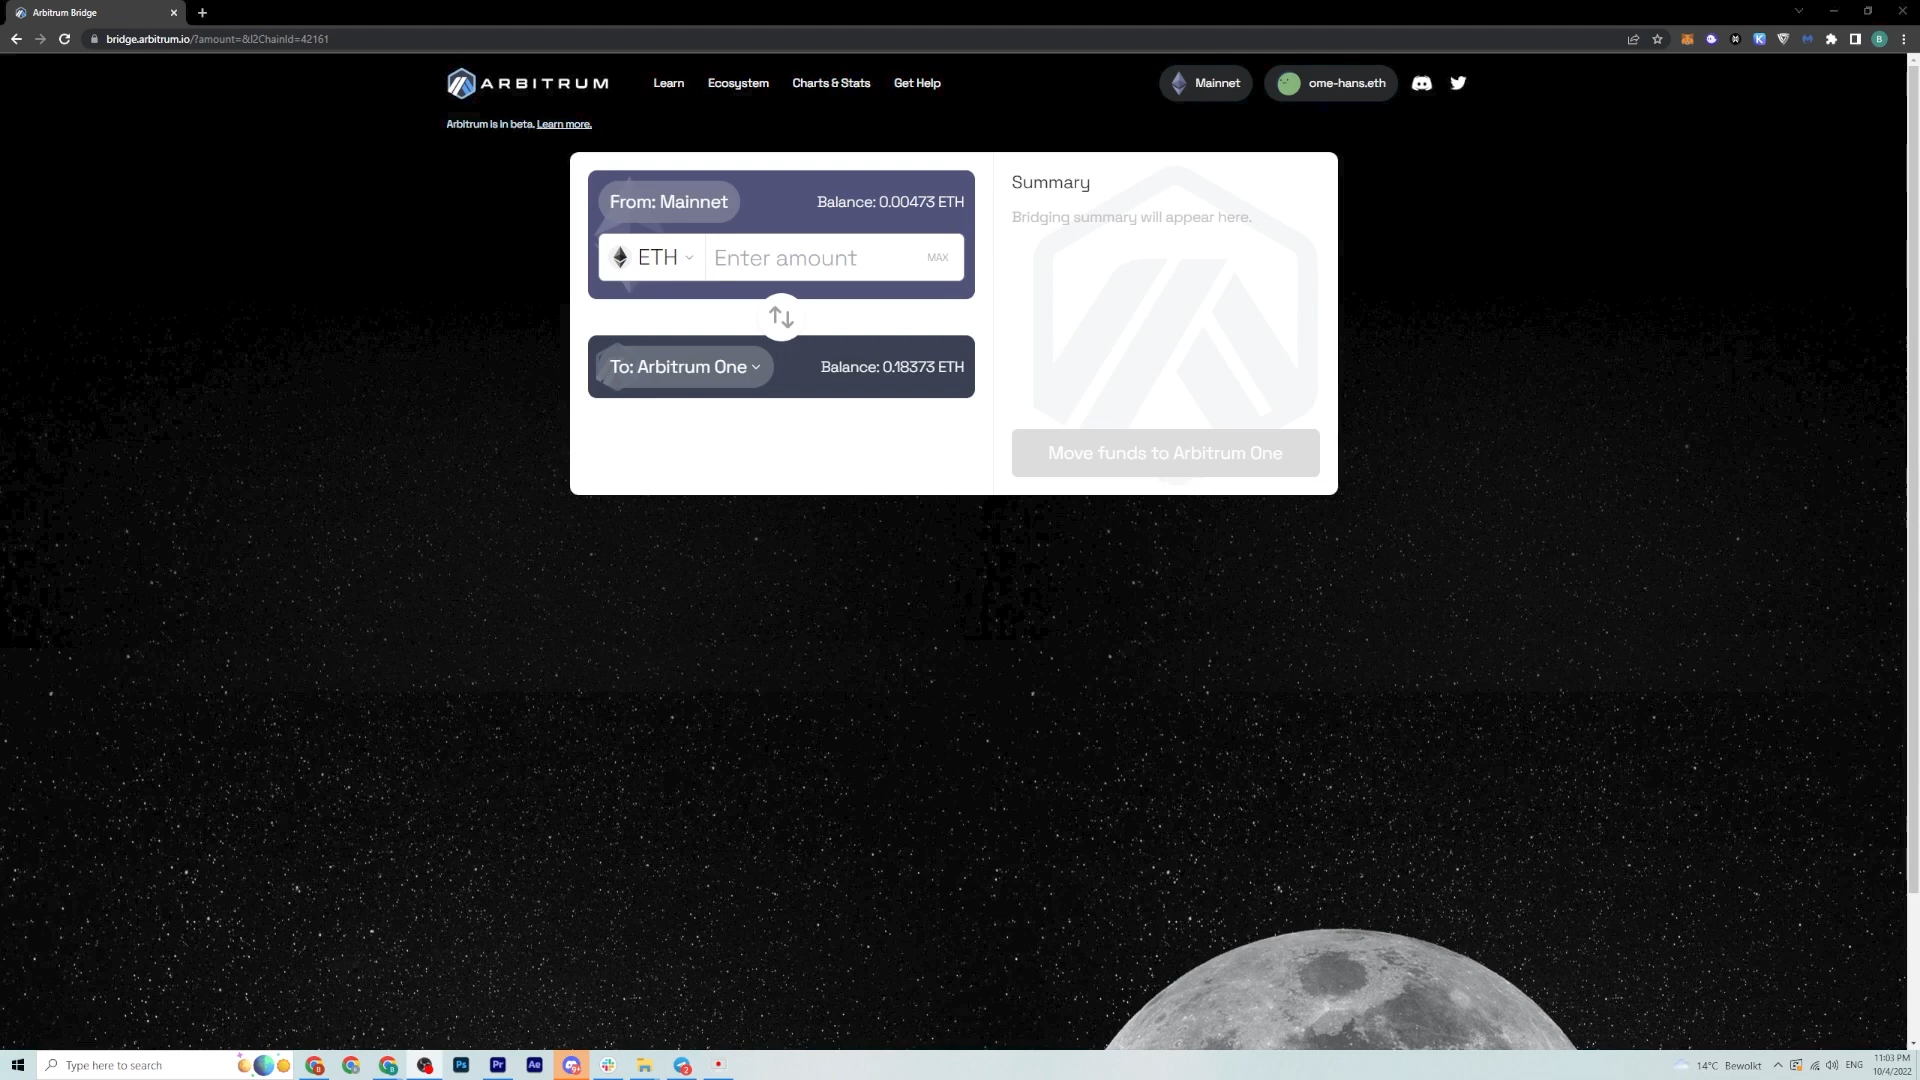 Arbitrum Bridge
bridge.arbitrum.io/?amount=&l2ChainId=42161
B
ARBITRUM
Learn
Ecosystem
Charts & Stats
Get Help
Mainnet
ome-hans.eth
Arbitrum is in beta. Learn more.
From: Mainnet
Balance: 0.00473 ETH
ETH
Enter amount
MAX
To: Arbitrum One
Balance: 0.18373 ETH
Summary
Bridging summary will appear here.
Move funds to Arbitrum One
Type here to search
Ps
Pr
Ae
14°C Bewolkt
ENG
11:03 PM
10/4/2022